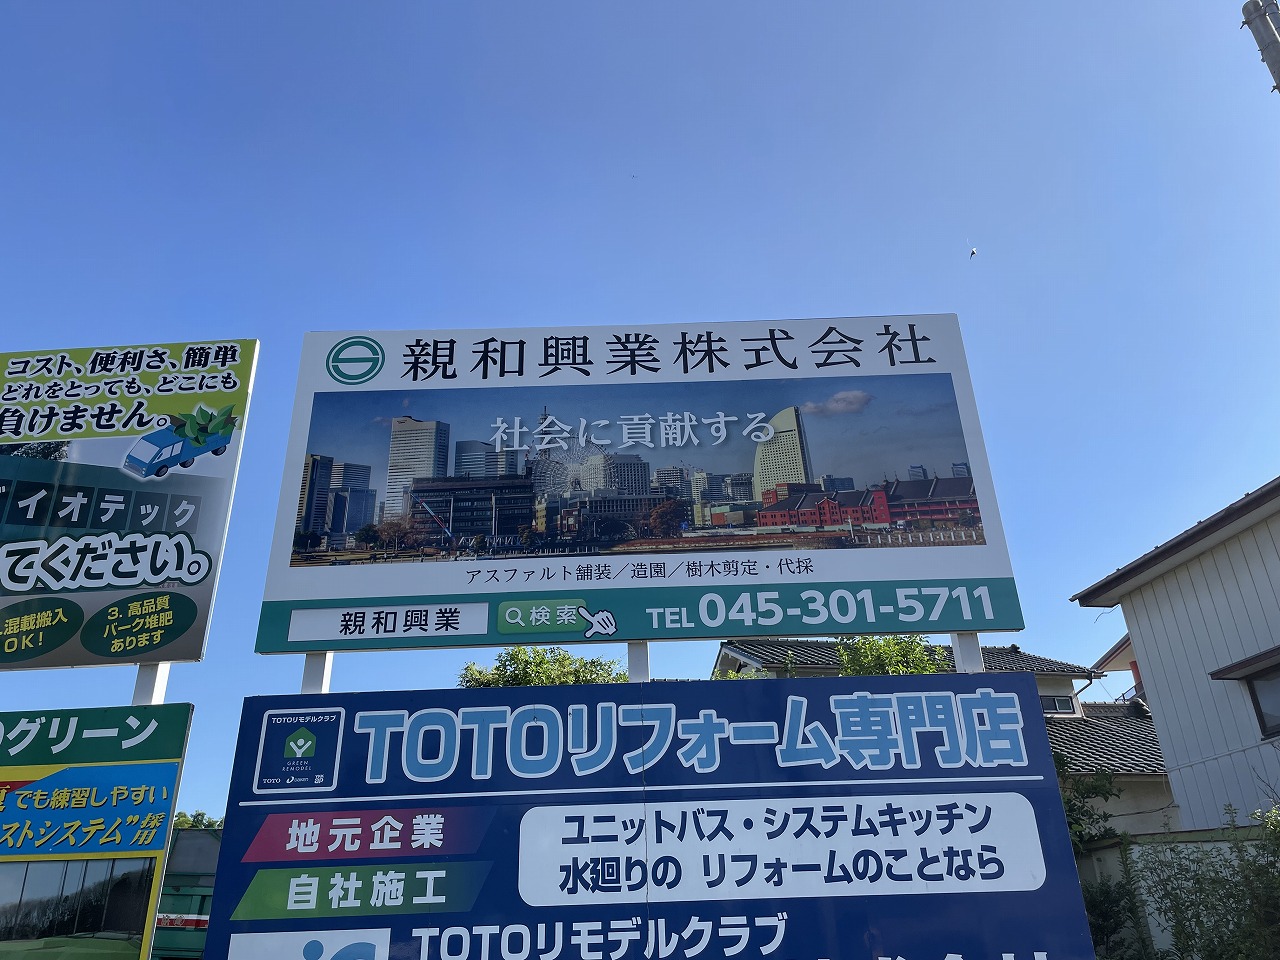 コスト、便利さ、簡単
どれをとっても、どこにも
負けません。
イオテック
てください。
混載搬入
OK!
3. 高品質
バーク堆肥
あります
グリーン
でも練習しやすい
ストシステム”採用
親和興業株式会社
社会に貢献する
アスファルト舗装／造園／樹木剪定・代採
親和興業
検索
TEL 045-301-5711
TOTOリモデルクラブ
GREEN
REMODEL
TOTO
DAIKEN
TOTOリフォーム専門店
地元企業
自社施工
ユニットバス・システムキッチン
水廻りの リフォームのことなら
TOTOリモデルクラブ